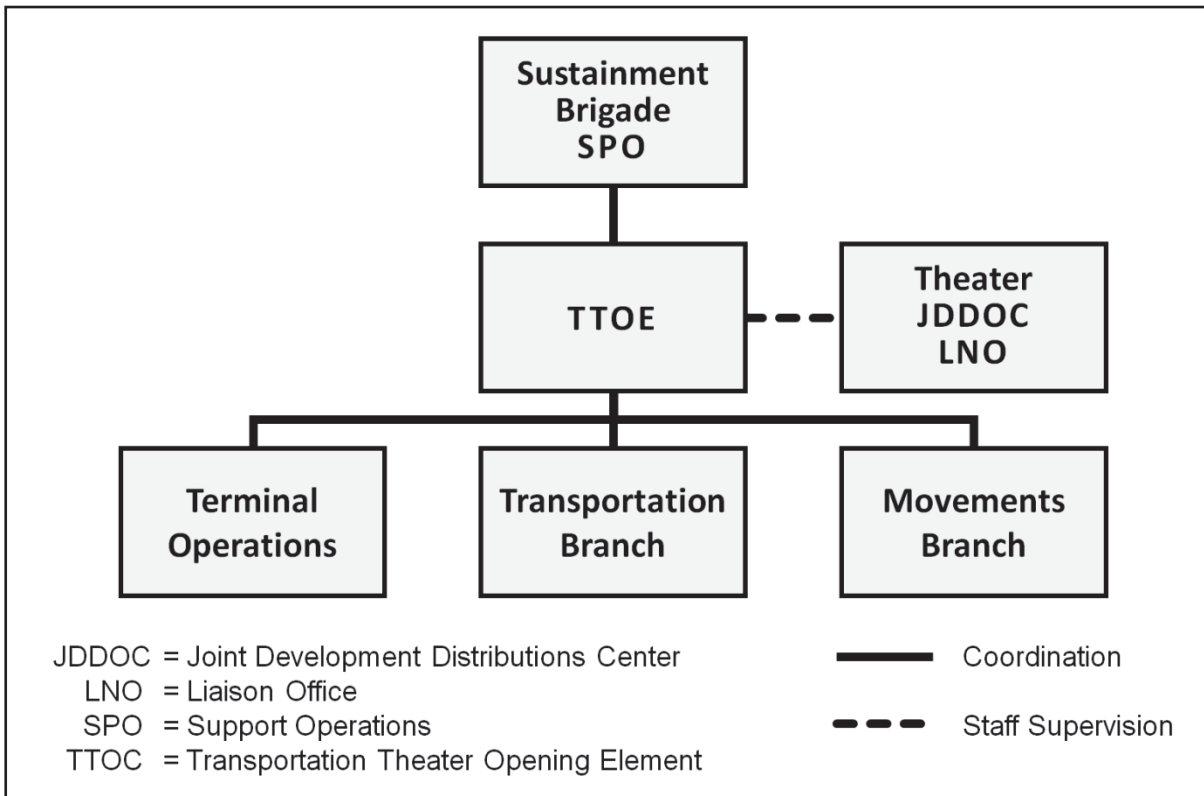 Sustainment
Brigade
SPO
TTOE
Theater
JDDOC
LNO
Terminal
Operations
Transportation
Branch
Movements
Branch
JDDOC = Joint Development Distributions Center
LNO = Liaison Office
SPO = Support Operations
TTOC = Transportation Theater Opening Element
Coordination
Staff Supervision